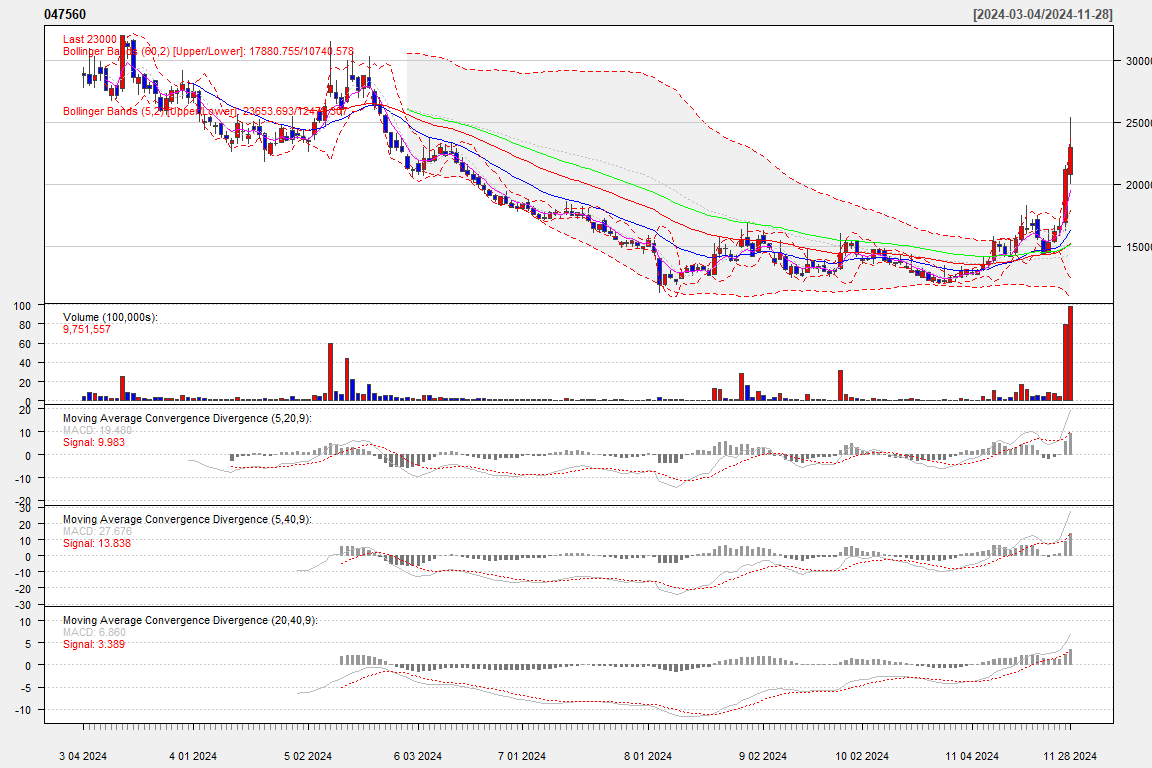 047560 [2024-03-04/2024-11-28]
Last 23000
Bollinger Bands (60,2) [Upper/Lower]: 17880.755/10740.578
Bollinger Bands (5,2) [Upper/Lower]: 23653.693/12
30000
25000
20000
15000
Volume (100,000s):
9,751,557
100
80
60
40
20
0
Moving Average Convergence Divergence (5,20,9):
MACD: 19.480
Signal: 9.983
20
10
0
-10
-20
Moving Average Convergence Divergence (5,40,9):
MACD: 27.676
Signal: 13.838
30
20
10
0
-10
-20
-30
Moving Average Convergence Divergence (20,40,9):
MACD: 6.860
Signal: 3.389
10
5
0
-5
-10
3 04 2024 4 01 2024 5 02 2024 6 03 2024 7 01 2024 8 01 2024 9 02 2024 10 02 2024 11 04 2024 11 28 2024